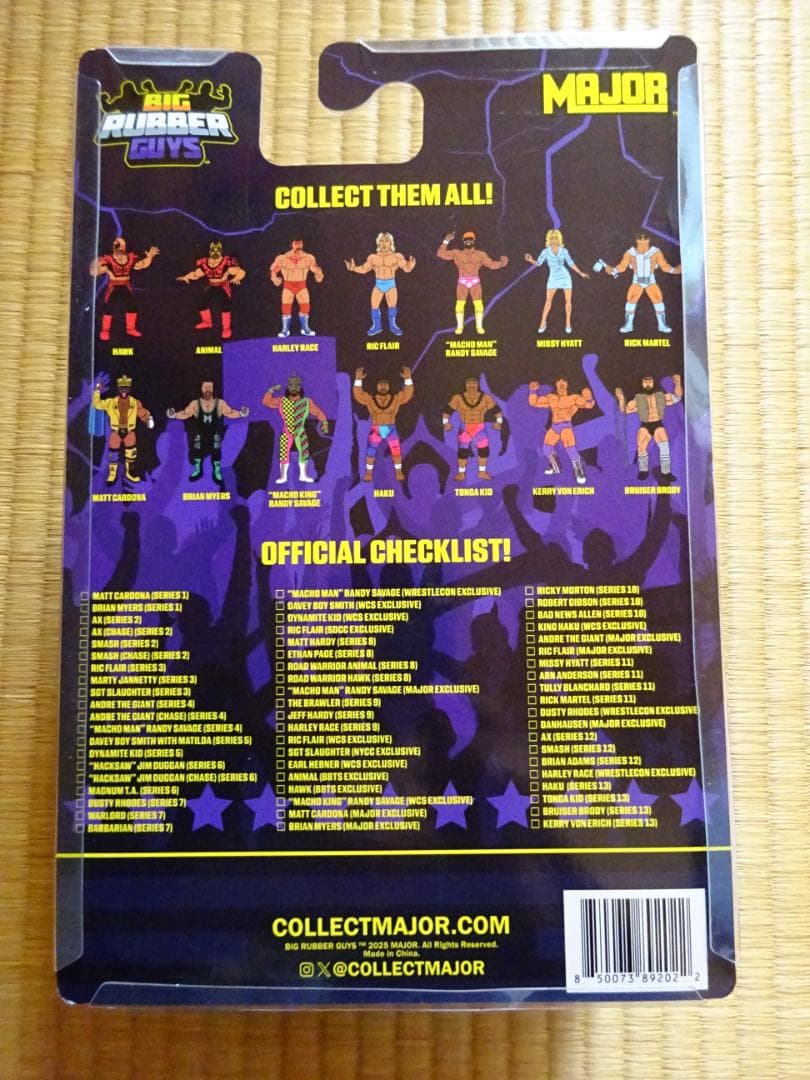 BIG
RUBBER
GUYS™
MAJOR™
COLLECT THEM ALL!
HAWK
ANIMAL
HARLEY RACE
RIC FLAIR
"MACHO MAN"
RANDY SAVAGE
MISSY HYATT
RICK MARTEL
MATT CARDONA
BRIAN MYERS
"MACHO KING"
RANDY SAVAGE
HAKU
TONGA KID
KERRY VON ERICH
BRUISER BRODY
OFFICIAL CHECKLIST!
MATT CARDONA (SERIES 1)
BRIAN MYERS (SERIES 1)
AX (SERIES 2)
AX (CHASE) (SERIES 2)
SMASH (SERIES 2)
SMASH (CHASE) (SERIES 2)
RIC FLAIR (SERIES 3)
MARTY JANNETTY (SERIES 3)
SGT SLAUGHTER (SERIES 3)
ANDRE THE GIANT (SERIES 4)
ANDRE THE GIANT (CHASE) (SERIES 4)
"MACHO MAN" RANDY SAVAGE (SERIES 4)
DAVEY BOY SMITH WITH MATILDA (SERIES 5)
DYNAMITE KID (SERIES 5)
"HACKSAW" JIM DUGGAN (SERIES 6)
"HACKSAW" JIM DUGGAN (CHASE) (SERIES 6)
MAGNUM T.A. (SERIES 6)
DUSTY RHODES (SERIES 7)
WARLORD (SERIES 7)
BARBARIAN (SERIES 7)
"MACHO MAN" RANDY SAVAGE (WRESTLECON EXCLUSIVE)
DAVEY BOY SMITH (WCS EXCLUSIVE)
DYNAMITE KID (WCS EXCLUSIVE)
RIC FLAIR (SDCC EXCLUSIVE)
MATT HARDY (SERIES 8)
ETHAN PAGE (SERIES 8)
ROAD WARRIOR ANIMAL (SERIES 8)
ROAD WARRIOR HAWK (SERIES 8)
"MACHO MAN" RANDY SAVAGE (MAJOR EXCLUSIVE)
THE BRAWLER (SERIES 9)
JEFF HARDY (SERIES 9)
HARLEY RACE (SERIES 9)
RIC FLAIR (WCS EXCLUSIVE)
SGT SLAUGHTER (NYCC EXCLUSIVE)
EARL HEBNER (WCS EXCLUSIVE)
ANIMAL (BBTS EXCLUSIVE)
HAWK (BBTS EXCLUSIVE)
"MACHO KING" RANDY SAVAGE (WCS EXCLUSIVE)
MATT CARDONA (MAJOR EXCLUSIVE)
BRIAN MYERS (MAJOR EXCLUSIVE)
RICKY MORTON (SERIES 10)
ROBERT GIBSON (SERIES 10)
BAD NEWS ALLEN (SERIES 10)
KING HAKU (WCS EXCLUSIVE)
ANDRE THE GIANT (MAJOR EXCLUSIVE)
RIC FLAIR (MAJOR EXCLUSIVE)
MISSY HYATT (SERIES 11)
ARN ANDERSON (SERIES 11)
TULLY BLANCHARD (SERIES 11)
RICK MARTEL (SERIES 11)
DUSTY RHODES (WRESTLECON EXCLUSIVE
DANHAUSEN (MAJOR EXCLUSIVE)
AX (SERIES 12)
SMASH (SERIES 12)
BRIAN ADAMS (SERIES 12)
HARLEY RACE (WRESTLECON EXCLUSIVE)
HAKU (SERIES 13)
TONGA KID (SERIES 13)
BRUISER BRODY (SERIES 13)
KERRY VON ERICH (SERIES 13)
COLLECTMAJOR.COM
BIG RUBBER GUYS ™ 2025 MAJOR. All Rights Reserved.
Made in China.
@COLLECTMAJOR
8 50073 89202 2